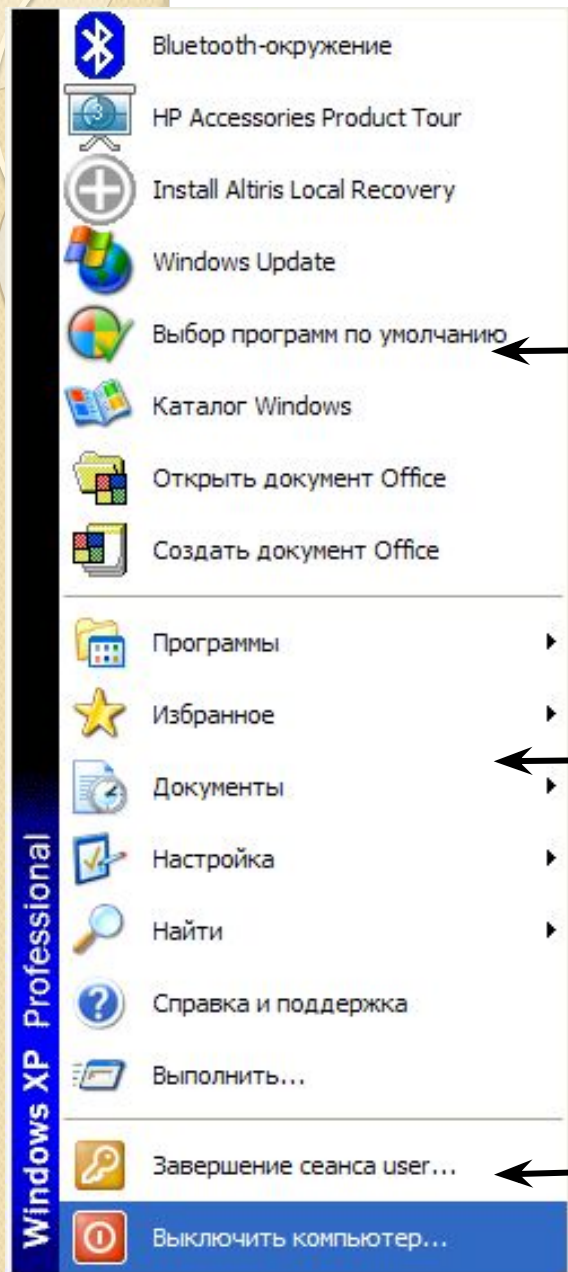 Bluetooth-окружение
HP Accessories Product Tour
Install Altiris Local Recovery
Windows Update
Выбор программ по умолчанию
Каталог Windows
Открыть документ Office
Создать документ Office
Программы
Избранное
Документы
Настройка
Найти
Справка и поддержка
Выполнить...
Завершение сеанса user...
Выключить компьютер...
Windows XP Professional